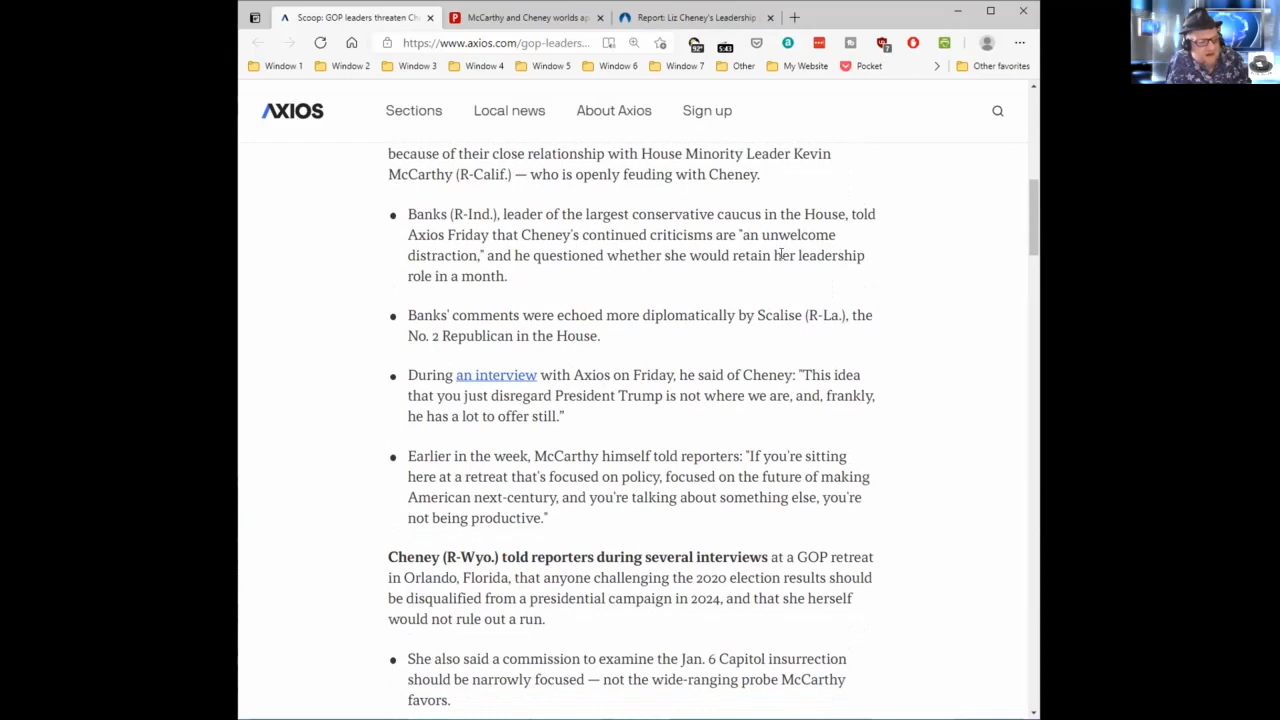 Scoop: GOP leaders threaten Ch
McCarthy and Cheney worlds ap
Report: Liz Cheney's Leadership
https://www.axios.com/gop-leaders...
92°
5:43
7
Window 1
Window 2
Window 3
Window 4
Window 5
Window 6
Window 7
Other
My Website
Pocket
Other favorites
AXIOS
Sections
Local news
About Axios
Sign up
because of their close relationship with House Minority Leader Kevin
McCarthy (R-Calif.) — who is openly feuding with Cheney.
Banks (R-Ind.), leader of the largest conservative caucus in the House, told
Axios Friday that Cheney's continued criticisms are "an unwelcome
distraction," and he questioned whether she would retain her leadership
role in a month.
Banks' comments were echoed more diplomatically by Scalise (R-La.), the
No. 2 Republican in the House.
During an interview with Axios on Friday, he said of Cheney: "This idea
that you just disregard President Trump is not where we are, and, frankly,
he has a lot to offer still."
Earlier in the week, McCarthy himself told reporters: "If you're sitting
here at a retreat that's focused on policy, focused on the future of making
American next-century, and you're talking about something else, you're
not being productive."
Cheney (R-Wyo.) told reporters during several interviews at a GOP retreat
in Orlando, Florida, that anyone challenging the 2020 election results should
be disqualified from a presidential campaign in 2024, and that she herself
would not rule out a run.
She also said a commission to examine the Jan. 6 Capitol insurrection
should be narrowly focused — not the wide-ranging probe McCarthy
favors.